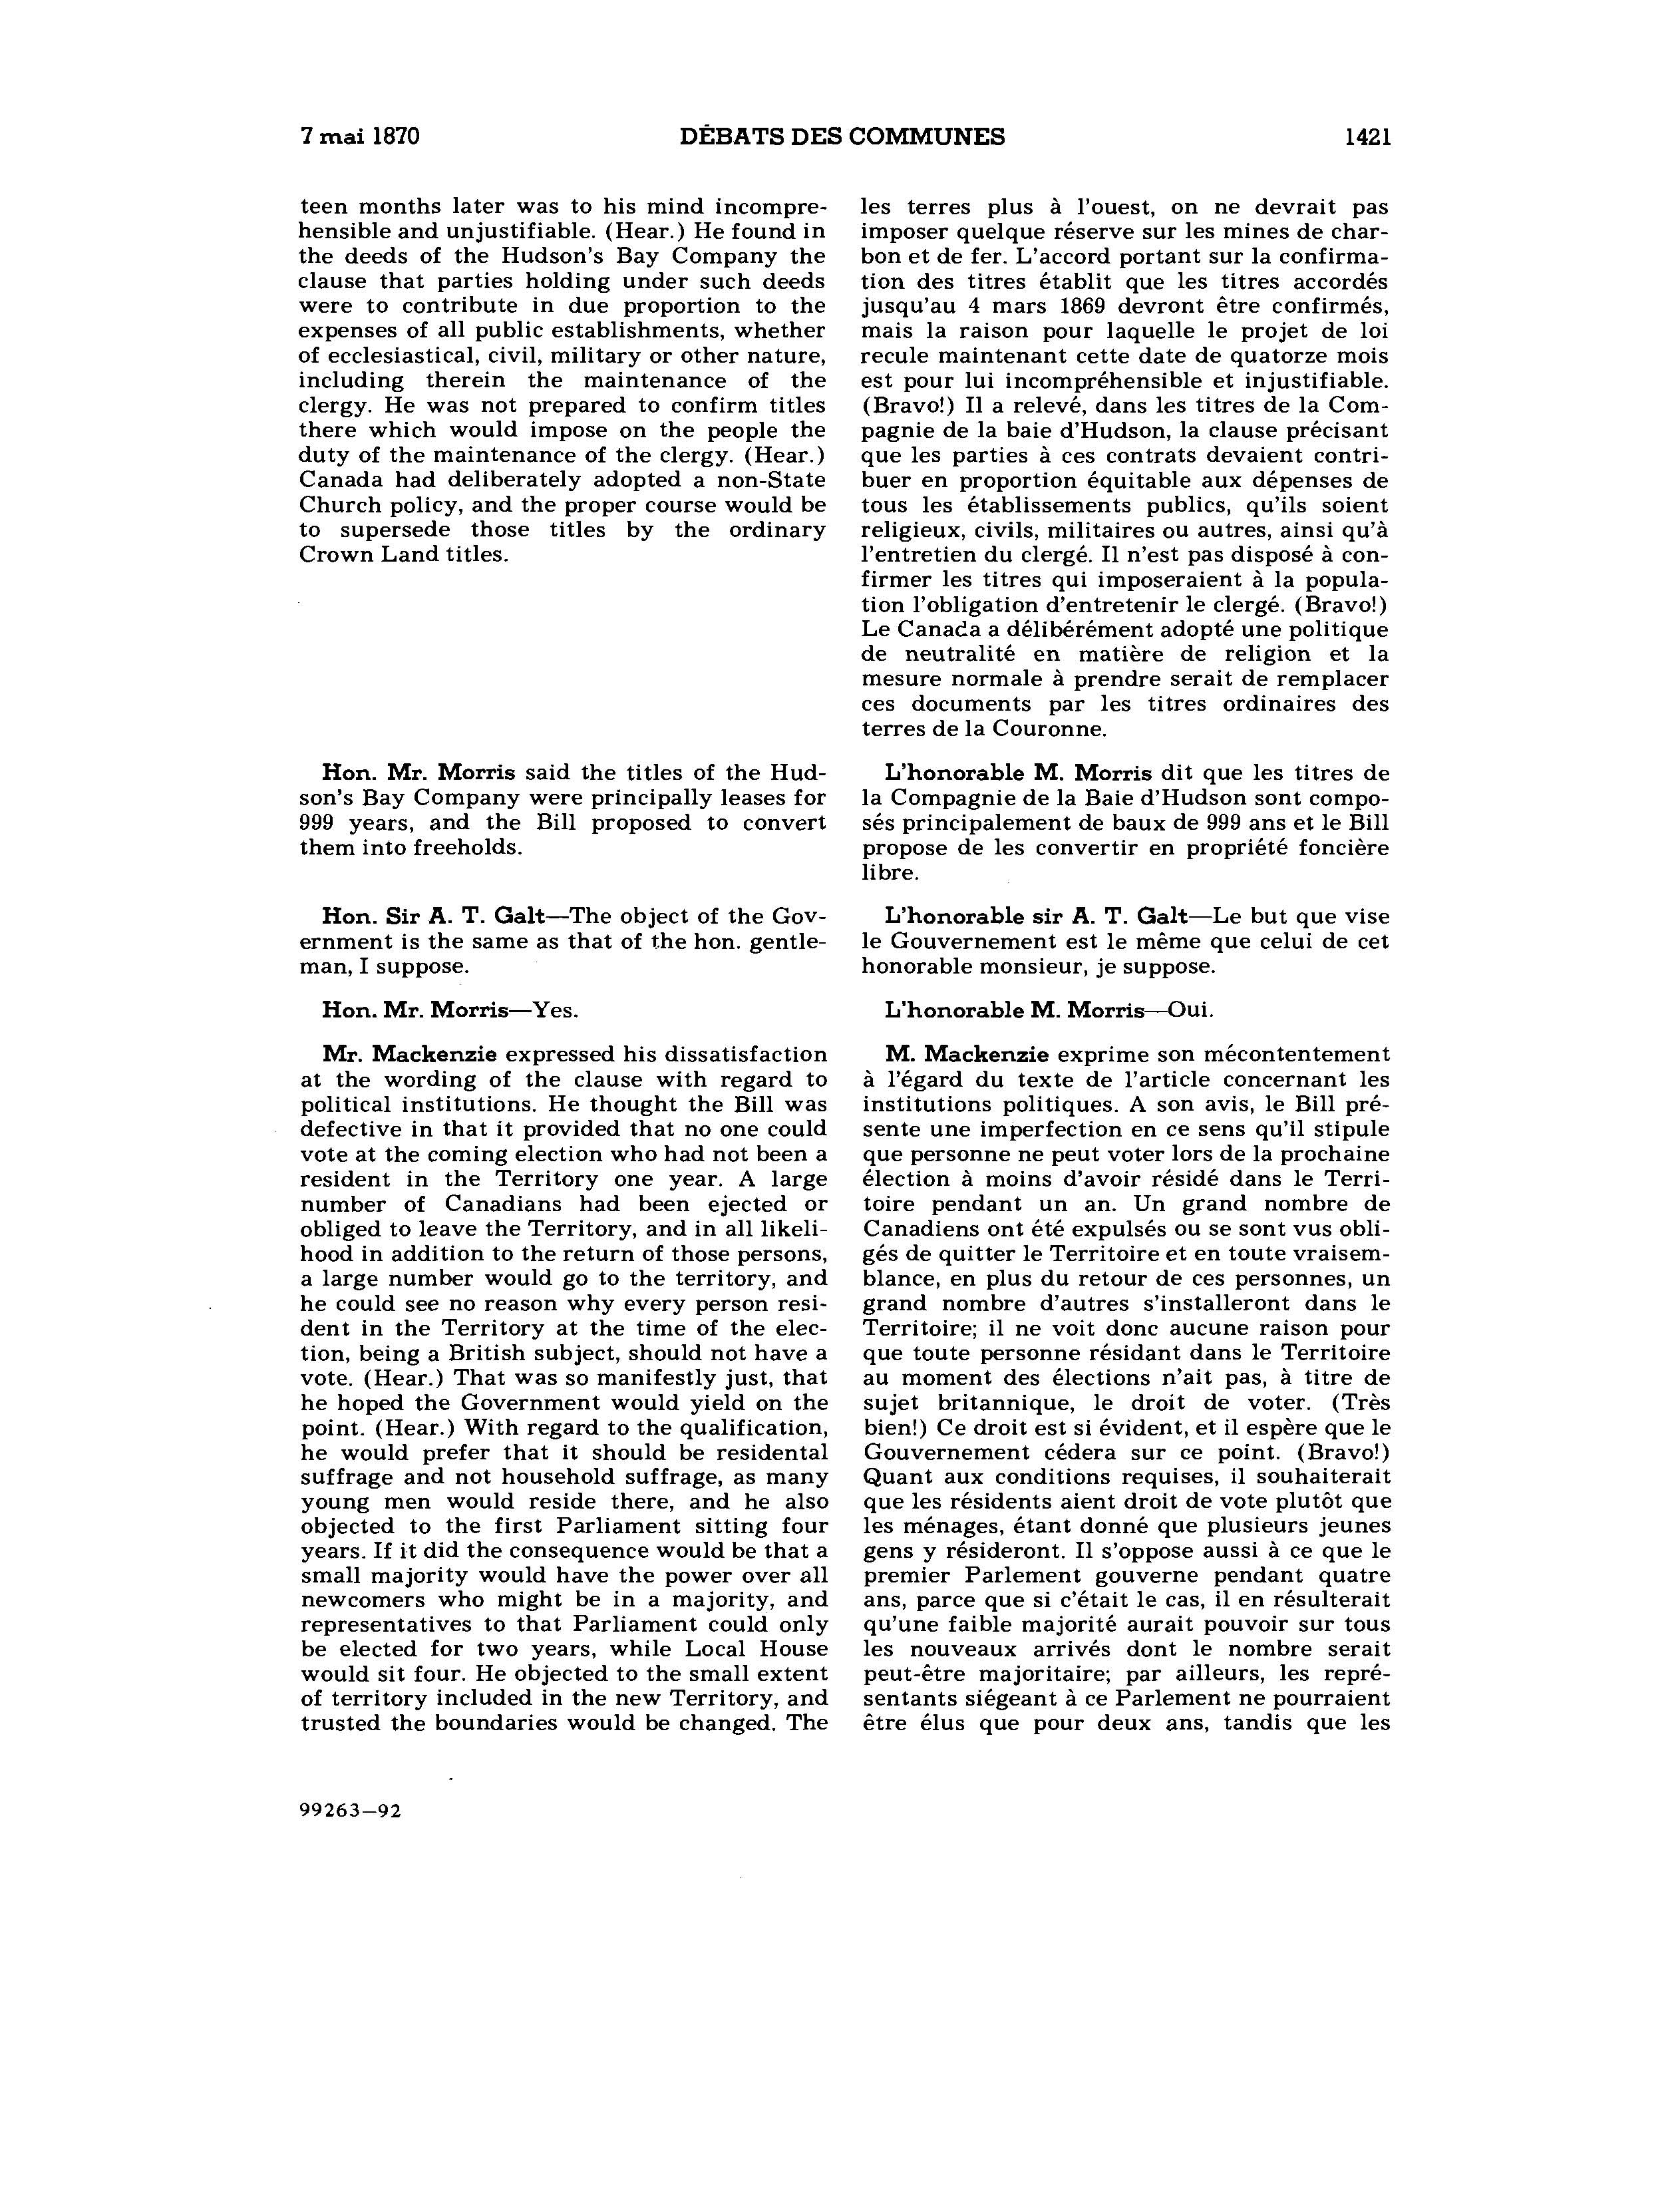 7 mai 1870
DÉBATS DES COMMUNES
1421
teen months later was to his mind incompre-
hensible and unjustifiable. (Hear.) He found in
the deeds of the Hudson's Bay Company the
clause that parties holding under such deeds
were to contribute in due proportion to the
expenses of all public establishments, whether
of ecclesiastical, civil, military or other nature,
including therein the maintenance of the
clergy. He was not prepared to confirm titles
there which would impose on the people the
duty of the maintenance of the clergy. (Hear.)
Canada had deliberately adopted a non-State
Church policy, and the proper course would be
to supersede those titles by the ordinary
Crown Land titles.
Hon. Mr. Morris said the titles of the Hud-
son's Bay Company were principally leases for
999 years, and the Bill proposed to convert
them into freeholds.
Hon. Sir A. T. Galt—The object of the Gov-
ernment is the same as that of the hon. gentle-
man, I suppose.
Hon. Mr. Morris—Yes.
Mr. Mackenzie expressed his dissatisfaction
at the wording of the clause with regard to
political institutions. He thought the Bill was
defective in that it provided that no one could
vote at the coming election who had not been a
resident in the Territory one year. A large
number of Canadians had been ejected or
obliged to leave the Territory, and in all likeli-
hood in addition to the return of those persons,
a large number would go to the territory, and
he could see no reason why every person resi-
dent in the Territory at the time of the elec-
tion, being a British subject, should not have a
vote. (Hear.) That was so manifestly just, that
he hoped the Government would yield on the
point. (Hear.) With regard to the qualification,
he would prefer that it should be residental
suffrage and not household suffrage, as many
young men would reside there, and he also
objected to the first Parliament sitting four
years. If it did the consequence would be that a
small majority would have the power over all
newcomers who might be in a majority, and
representatives to that Parliament could only
be elected for two years, while Local House
would sit four. He objected to the small extent
of territory included in the new Territory, and
trusted the boundaries would be changed. The
les terres plus à l'ouest, on ne devrait pas
imposer quelque réserve sur les mines de char-
bon et de fer. L'accord portant sur la confirma-
tion des titres établit que les titres accordés
jusqu'au 4 mars 1869 devront être confirmés,
mais la raison pour laquelle le projet de loi
recule maintenant cette date de quatorze mois
est pour lui incompréhensible et injustifiable.
(Bravo!) Il a relevé, dans les titres de la Com-
pagnie de la baie d'Hudson, la clause précisant
que les parties à ces contrats devaient contri-
buer en proportion équitable aux dépenses de
tous les établissements publics, qu'ils soient
religieux, civils, militaires ou autres, ainsi qu'à
l'entretien du clergé. Il n'est pas disposé à con-
firmer les titres qui imposeraient à la popula-
tion l'obligation d'entretenir le clergé. (Bravo!)
Le Canada a délibérément adopté une politique
de neutralité en matière de religion et la
mesure normale à prendre serait de remplacer
ces documents par les titres ordinaires des
terres de la Couronne.
L'honorable M. Morris dit que les titres de
la Compagnie de la Baie d'Hudson sont compo-
sés principalement de baux de 999 ans et le Bill
propose de les convertir en propriété foncière
libre.
L'honorable sir A. T. Galt—Le but que vise
le Gouvernement est le même que celui de cet
honorable monsieur, je suppose.
L'honorable M. Morris—Oui.
M. Mackenzie exprime son mécontentement
à l'égard du texte de l'article concernant les
institutions politiques. A son avis, le Bill pré-
sente une imperfection en ce sens qu'il stipule
que personne ne peut voter lors de la prochaine
élection à moins d'avoir résidé dans le Terri-
toire pendant un an. Un grand nombre de
Canadiens ont été expulsés ou se sont vus obli-
gés de quitter le Territoire et en toute vraisem-
blance, en plus du retour de ces personnes, un
grand nombre d'autres s'installeront dans le
Territoire; il ne voit donc aucune raison pour
que toute personne résidant dans le Territoire
au moment des élections n'ait pas, à titre de
sujet britannique, le droit de voter. (Très
bien!) Ce droit est si évident, et il espère que le
Gouvernement cédera sur ce point. (Bravo!)
Quant aux conditions requises, il souhaiterait
que les résidents aient droit de vote plutôt que
les ménages, étant donné que plusieurs jeunes
gens y résideront. Il s'oppose aussi à ce que le
premier Parlement gouverne pendant quatre
ans, parce que si c'était le cas, il en résulterait
qu'une faible majorité aurait pouvoir sur tous
les nouveaux arrivés dont le nombre serait
peut-être majoritaire; par ailleurs, les repré-
sentants siégeant à ce Parlement ne pourraient
être élus que pour deux ans, tandis que les
99263—92